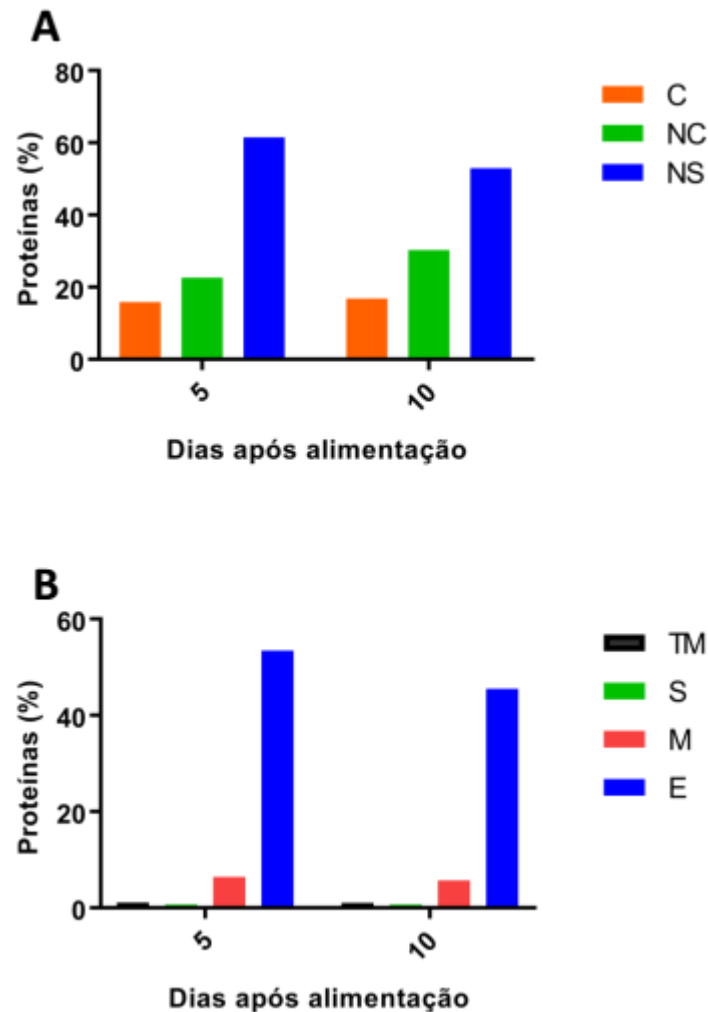 A
80
60
40
20
0
Proteínas (%)
5
10
Dias após alimentação
C
NC
NS
B
60
40
20
0
Proteínas (%)
5
10
Dias após alimentação
TM
S
M
E